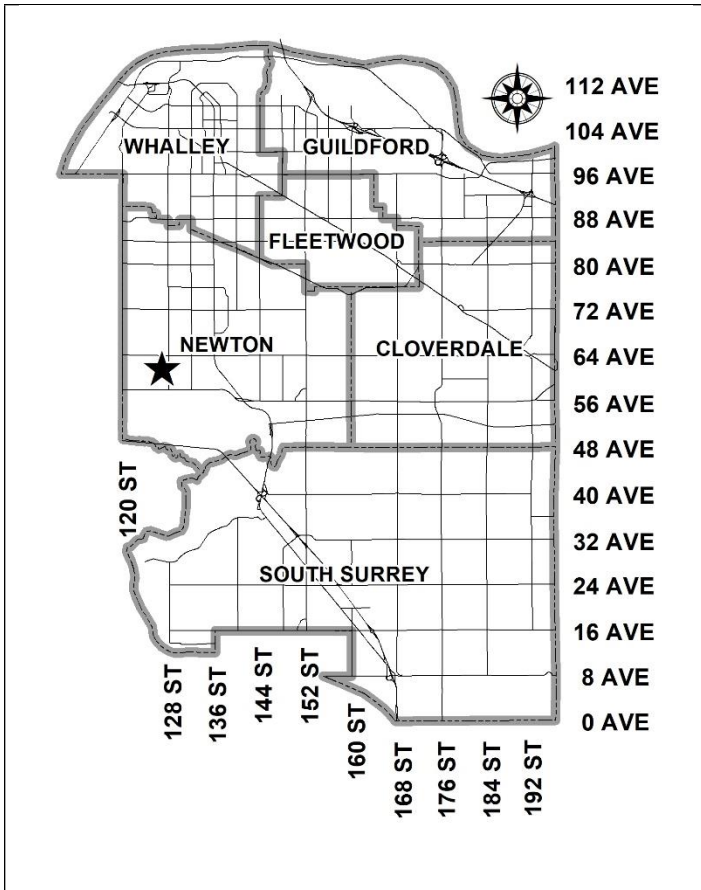 112 AVE
104 AVE
WHALLEY
GUILDFORD
96 AVE
88 AVE
FLEETWOOD
80 AVE
72 AVE
NEWTON
CLOVERDALE
64 AVE
56 AVE
48 AVE
120 ST
40 AVE
32 AVE
SOUTH SURREY
24 AVE
16 AVE
8 AVE
0 AVE
128 ST
136 ST
144 ST
152 ST
160 ST
168 ST
176 ST
184 ST
192 ST